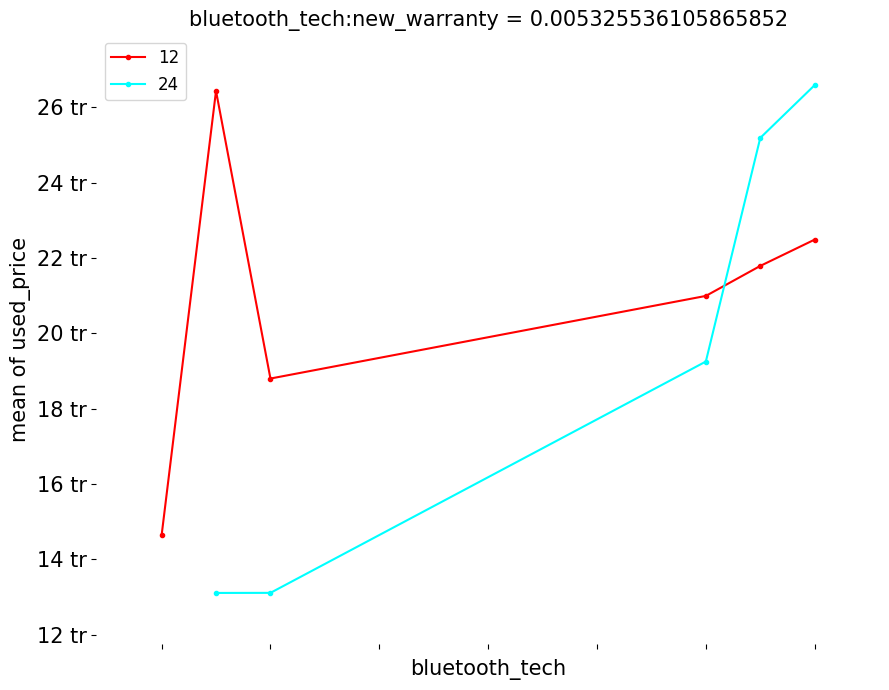 bluetooth_tech:new_warranty = 0.005325536105865852
12
24
26 tr
24 tr
22 tr
20 tr
18 tr
16 tr
14 tr
12 tr
mean of used_price
bluetooth_tech